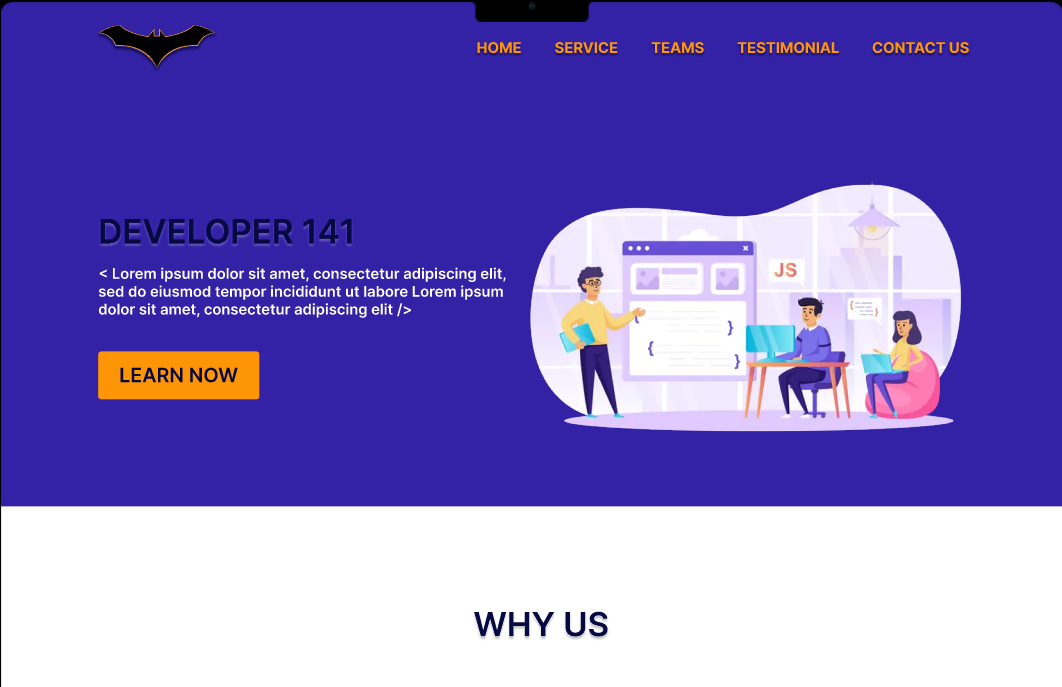 HOME SERVICE TEAMS TESTIMONIAL CONTACT US
DEVELOPER 141
< Lorem ipsum dolor sit amet, consectetur adipiscing elit,
sed do eiusmod tempor incididunt ut labore Lorem ipsum
dolor sit amet, consectetur adipiscing elit />
LEARN NOW
JS
WHY US